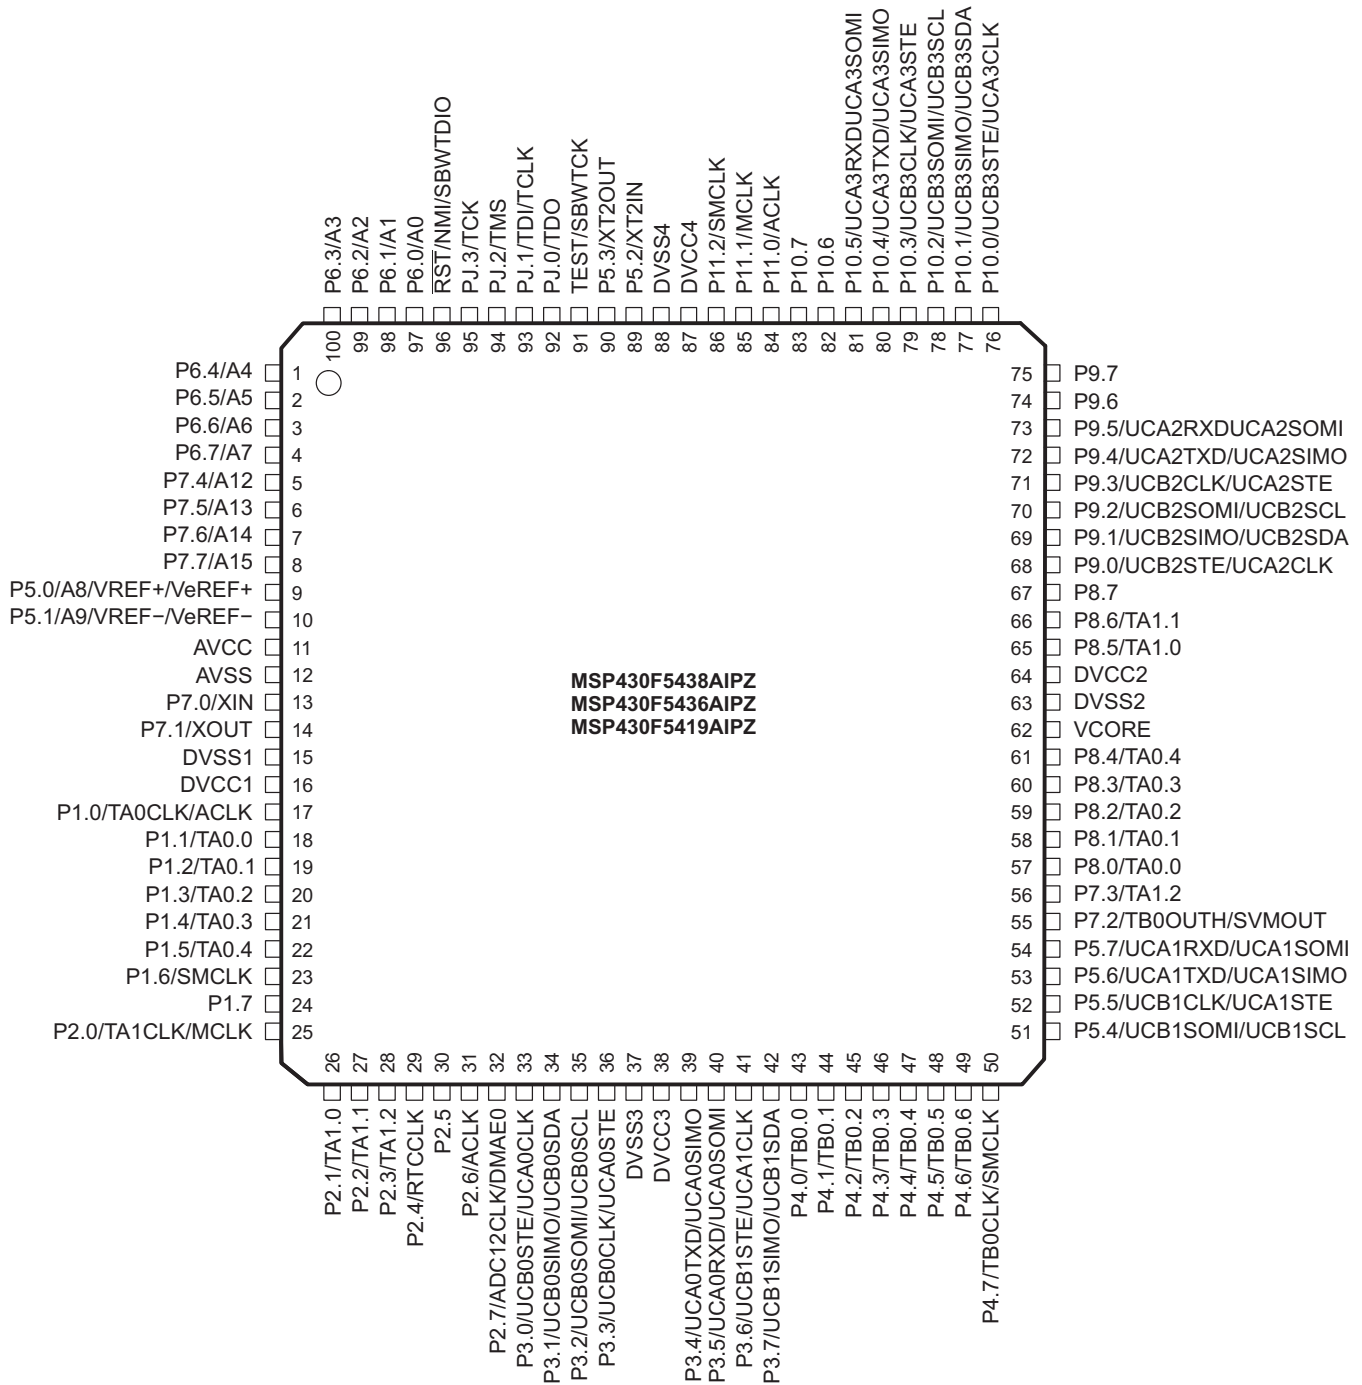 P6.3/A3
P6.2/A2
P6.1/A1
P6.0/A0
RST/NMI/SBWTDIO
PJ.3/TCK
PJ.2/TMS
PJ.1/TDI/TCLK
PJ.0/TDO
TEST/SBWTCK
P5.3/XT2OUT
P5.2/XT2IN
DVSS4
DVCC4
P11.2/SMCLK
P11.1/MCLK
P11.0/ACLK
P10.7
P10.6
P10.5/UCA3RXDUCA3SOMI
P10.4/UCA3TXD/UCA3SIMO
P10.3/UCB3CLK/UCA3STE
P10.2/UCB3SOMI/UCB3SCL
P10.1/UCB3SIMO/UCB3SDA
P10.0/UCB3STE/UCA3CLK
100
99
98
97
96
95
94
93
92
91
90
89
88
87
86
85
84
83
82
81
80
79
78
77
76
P6.4/A4 1
P6.5/A5 2
P6.6/A6 3
P6.7/A7 4
P7.4/A12 5
P7.5/A13 6
P7.6/A14 7
P7.7/A15 8
P5.0/A8/VREF+/VeREF+ 9
P5.1/A9/VREF−/VeREF− 10
AVCC 11
AVSS 12
P7.0/XIN 13
P7.1/XOUT 14
DVSS1 15
DVCC1 16
P1.0/TA0CLK/ACLK 17
P1.1/TA0.0 18
P1.2/TA0.1 19
P1.3/TA0.2 20
P1.4/TA0.3 21
P1.5/TA0.4 22
P1.6/SMCLK 23
P1.7 24
P2.0/TA1CLK/MCLK 25
MSP430F5438AIPZ
MSP430F5436AIPZ
MSP430F5419AIPZ
75 P9.7
74 P9.6
73 P9.5/UCA2RXDUCA2SOMI
72 P9.4/UCA2TXD/UCA2SIMO
71 P9.3/UCB2CLK/UCA2STE
70 P9.2/UCB2SOMI/UCB2SCL
69 P9.1/UCB2SIMO/UCB2SDA
68 P9.0/UCB2STE/UCA2CLK
67 P8.7
66 P8.6/TA1.1
65 P8.5/TA1.0
64 DVCC2
63 DVSS2
62 VCORE
61 P8.4/TA0.4
60 P8.3/TA0.3
59 P8.2/TA0.2
58 P8.1/TA0.1
57 P8.0/TA0.0
56 P7.3/TA1.2
55 P7.2/TB0OUTH/SVMOUT
54 P5.7/UCA1RXD/UCA1SOMI
53 P5.6/UCA1TXD/UCA1SIMO
52 P5.5/UCB1CLK/UCA1STE
51 P5.4/UCB1SOMI/UCB1SCL
26
27
28
29
30
31
32
33
34
35
36
37
38
39
40
41
42
43
44
45
46
47
48
49
50
P2.1/TA1.0
P2.2/TA1.1
P2.3/TA1.2
P2.4/RTCCLK
P2.5
P2.6/ACLK
P2.7/ADC12CLK/DMAE0
P3.0/UCB0STE/UCA0CLK
P3.1/UCB0SIMO/UCB0SDA
P3.2/UCB0SOMI/UCB0SCL
P3.3/UCB0CLK/UCA0STE
DVSS3
DVCC3
P3.4/UCA0TXD/UCA0SIMO
P3.5/UCA0RXD/UCA0SOMI
P3.6/UCB1STE/UCA1CLK
P3.7/UCB1SIMO/UCB1SDA
P4.0/TB0.0
P4.1/TB0.1
P4.2/TB0.2
P4.3/TB0.3
P4.4/TB0.4
P4.5/TB0.5
P4.6/TB0.6
P4.7/TB0CLK/SMCLK